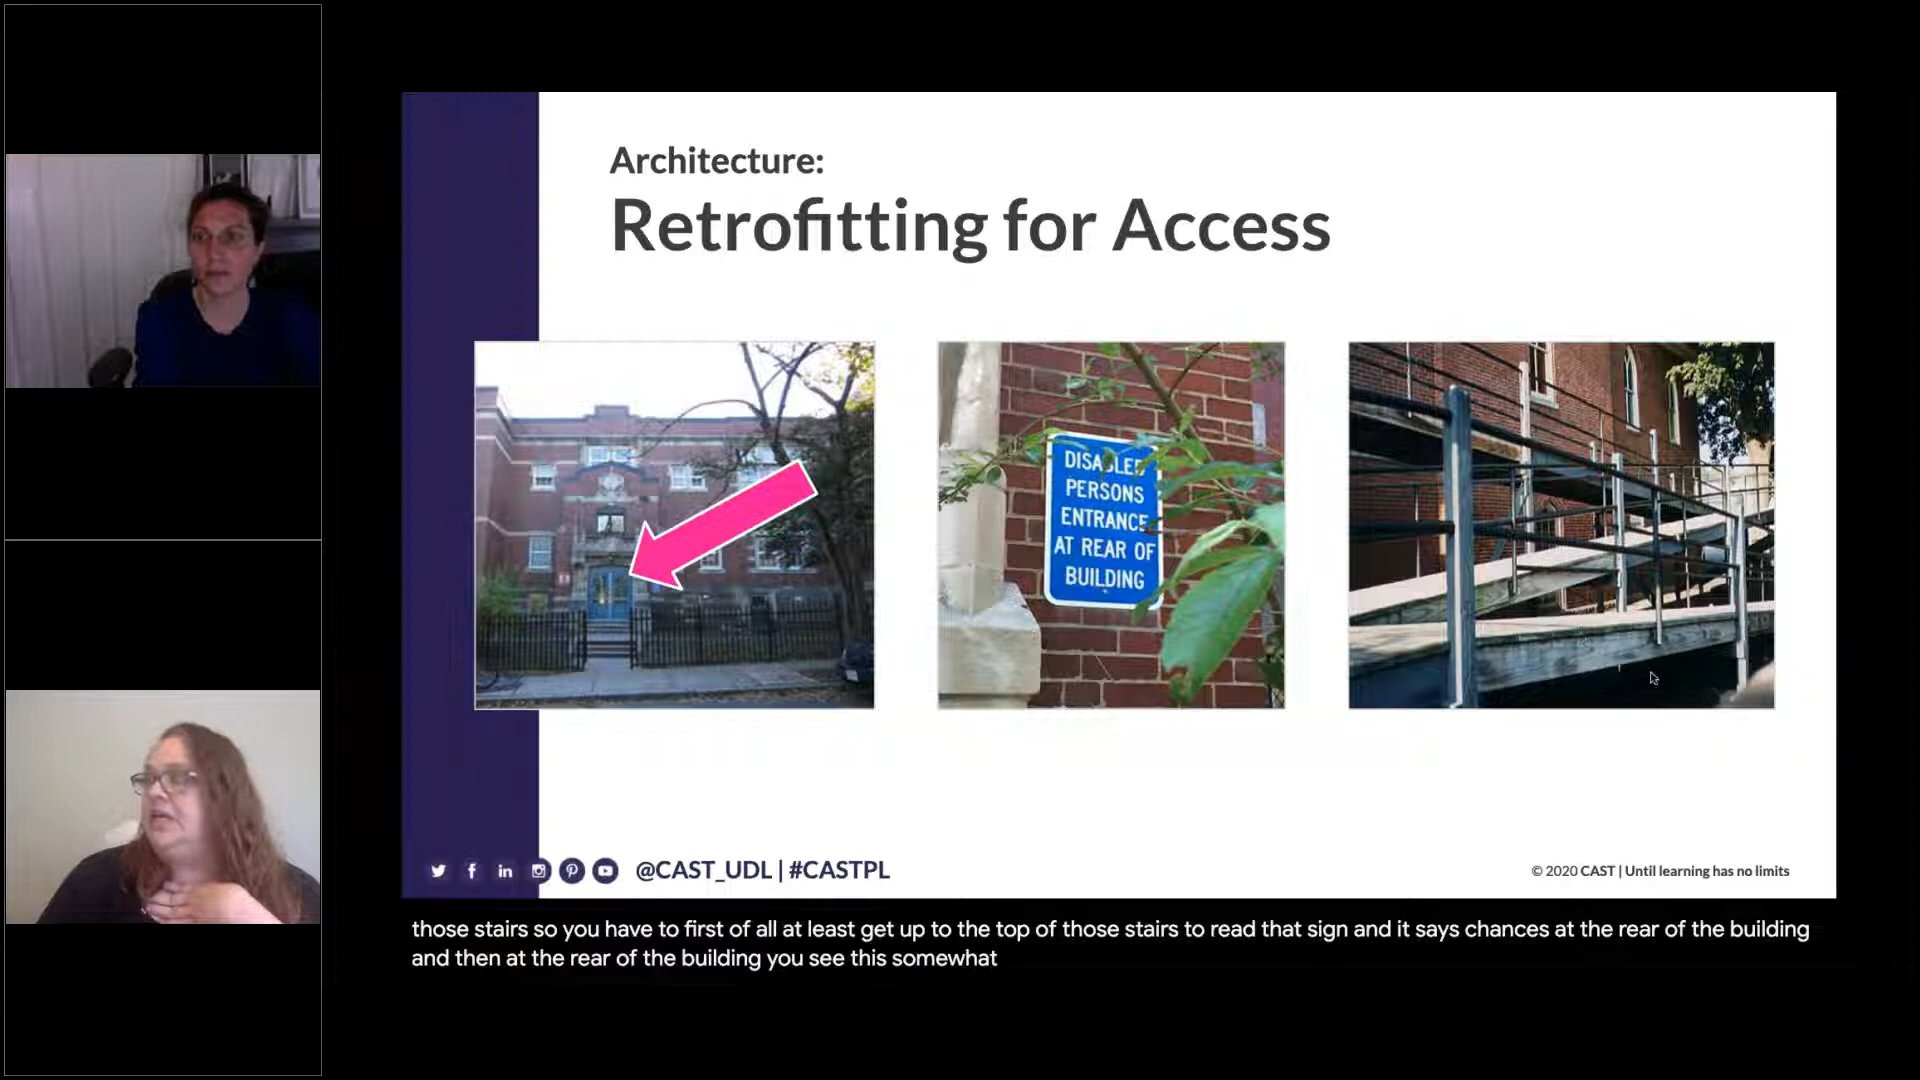 Architecture:
Retrofitting for Access
DISABLED
PERSONS
ENTRANCE
AT REAR OF
BUILDING
@CAST_UDL | #CASTPL
© 2020 CAST | Until learning has no limits
those stairs so you have to first of all at least get up to the top of those stairs to read that sign and it says chances at the rear of the building
and then at the rear of the building you see this somewhat